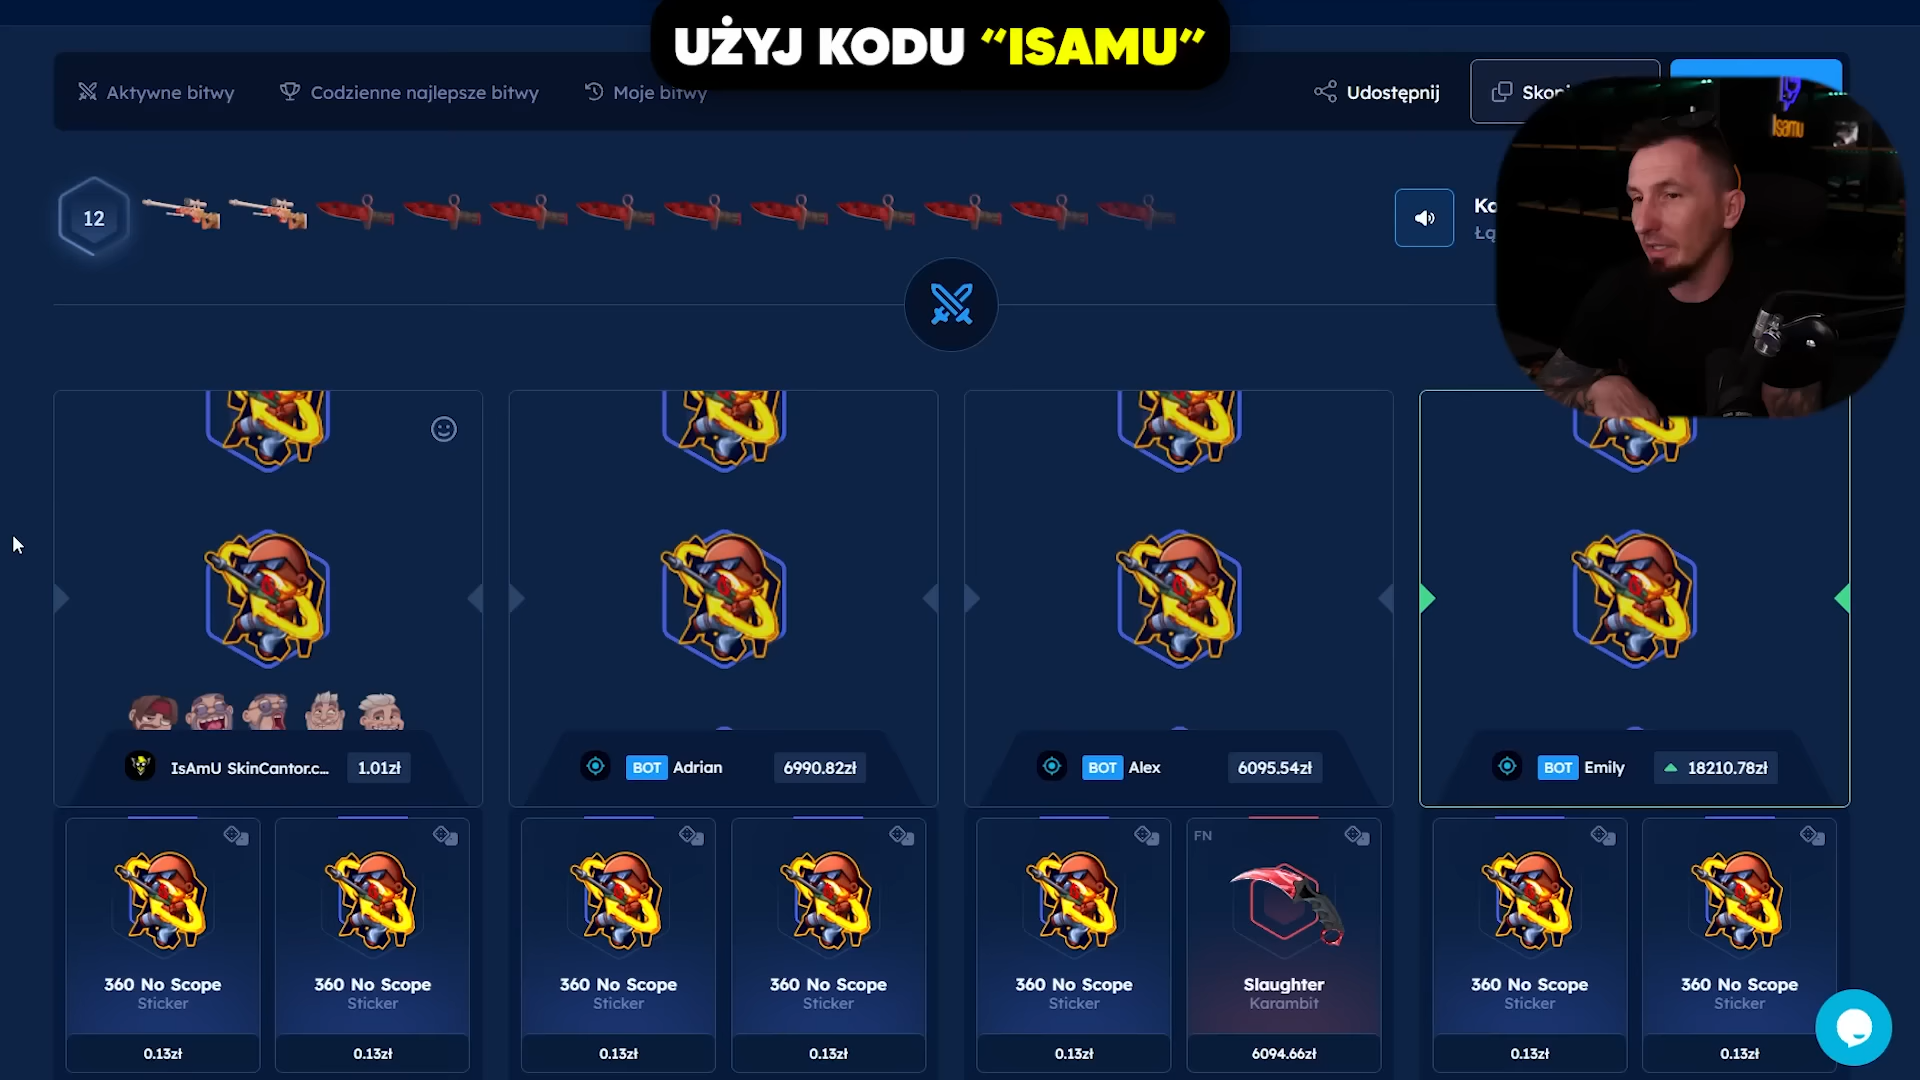 UŻYJ KODU “ISAMU”
Aktywne bitwy
Codzienne najlepsze bitwy
Moje bitwy
Udostępnij
Isamu
12
IsAmU SkinCantor.c...
1.01zł
BOT Adrian
6990.82zł
BOT Alex
6095.54zł
BOT Emily
18210.78zł
360 No Scope
Sticker
0.13zł
360 No Scope
Sticker
0.13zł
360 No Scope
Sticker
0.13zł
360 No Scope
Sticker
0.13zł
360 No Scope
Sticker
0.13zł
FN
Slaughter
Karambit
6094.66zł
360 No Scope
Sticker
0.13zł
360 No Scope
Sticker
0.13zł